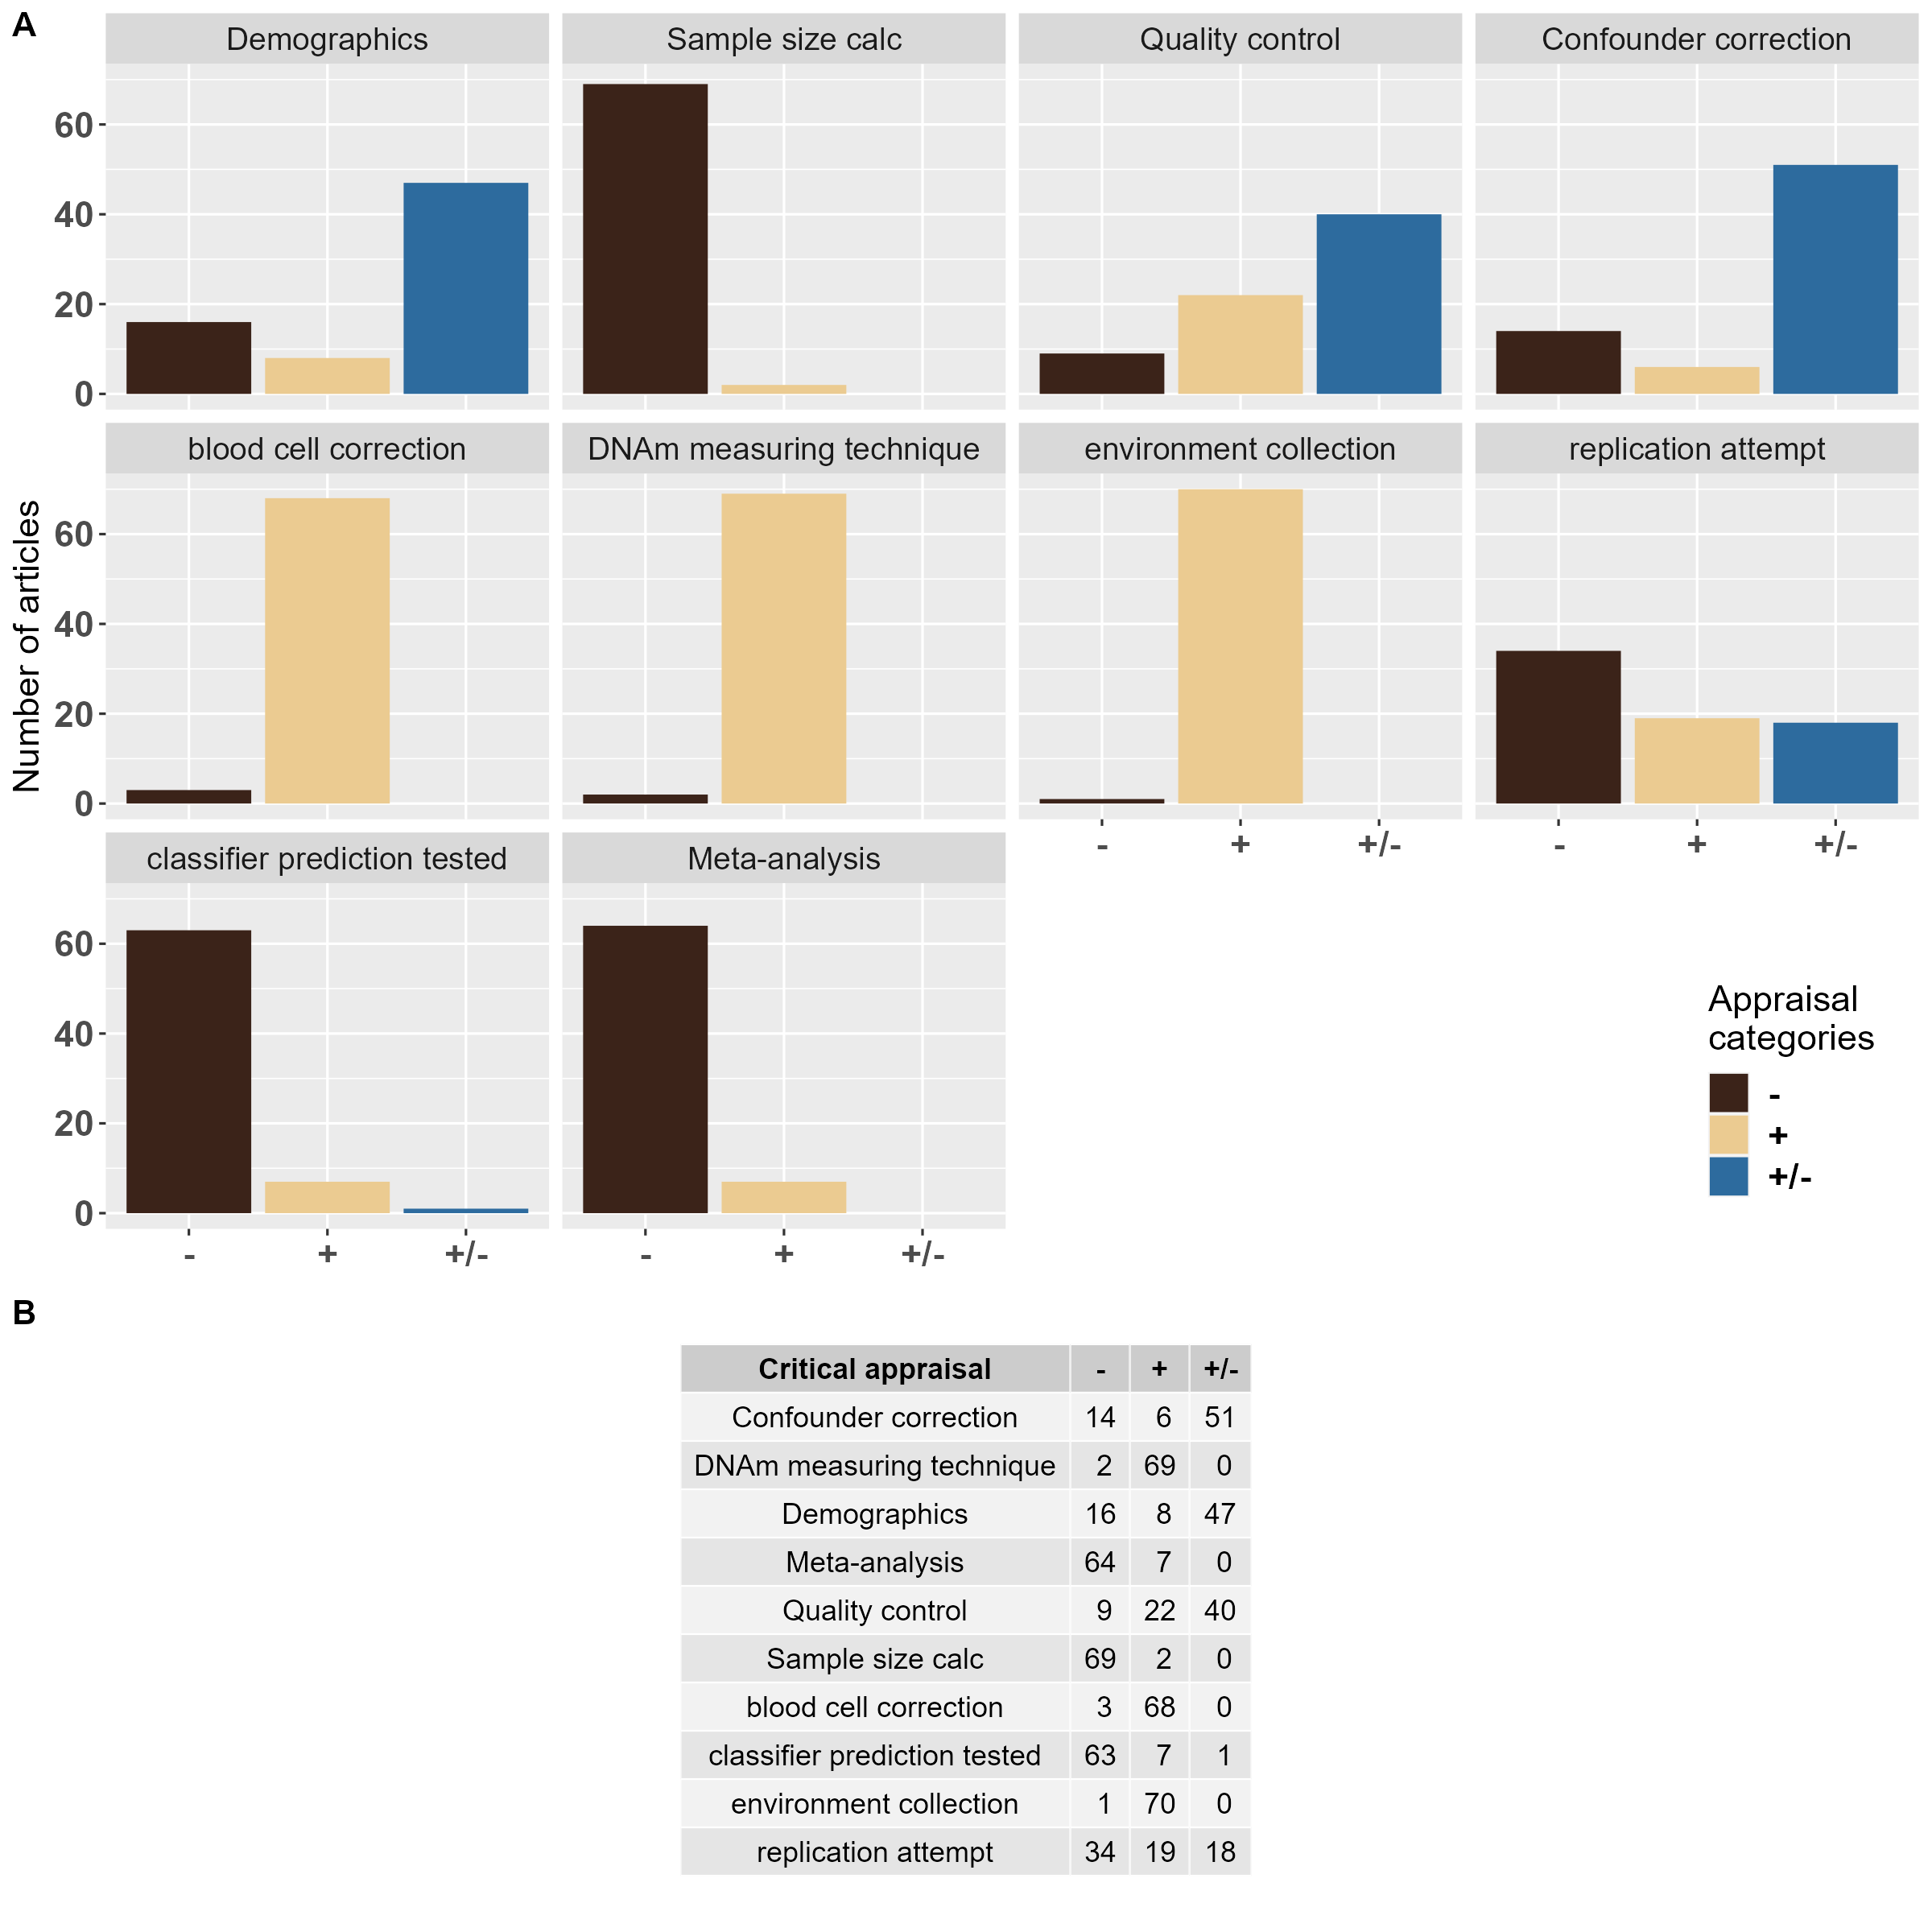 A
Demographics
Sample size calc
Quality control
Confounder correction
60
40
20
0
blood cell correction
DNAm measuring technique
environment collection
replication attempt
Number of articles
60
40
20
0
- + +/-
- + +/-
classifier prediction tested
Meta-analysis
60
40
20
0
- + +/-
- + +/-
Appraisal
categories
-
+
+/-
B
Critical appraisal - + +/-
Confounder correction 14 6 51
DNAm measuring technique 2 69 0
Demographics 16 8 47
Meta-analysis 64 7 0
Quality control 9 22 40
Sample size calc 69 2 0
blood cell correction 3 68 0
classifier prediction tested 63 7 1
environment collection 1 70 0
replication attempt 34 19 18